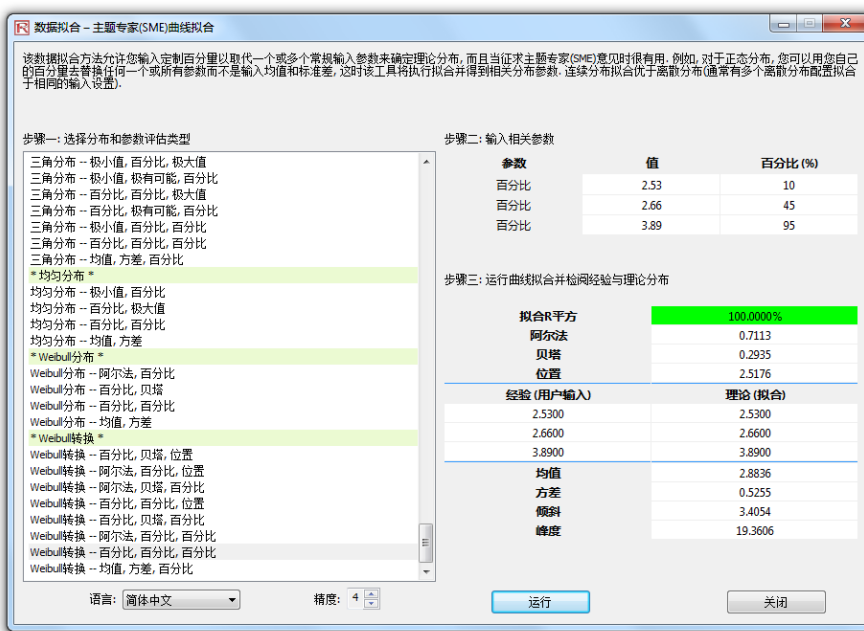 数据拟合 – 主题专家(SME)曲线拟合
该数据拟合方法允许您输入定制百分量以取代一个或多个常规输入参数来确定理论分布, 而且当征求主题专家(SME)意见时很有用. 例如, 对于正态分布, 您可以用您自己
的百分量去替换任何一个或所有参数而不是输入均值和标准差, 这时该工具将执行拟合并得到相关分布参数. 连续分布拟合优于离散分布(通常有多个离散分布配置拟合
于相同的输入设置).
步骤一: 选择分布和参数评估类型
三角分布 -- 极小值, 百分比, 极大值
三角分布 -- 极小值, 极有可能, 百分比
三角分布 -- 百分比, 百分比, 极大值
三角分布 -- 百分比, 极有可能, 百分比
三角分布 -- 极小值, 百分比, 百分比
三角分布 -- 百分比, 百分比, 百分比
三角分布 -- 均值, 方差, 百分比
* 均匀分布 *
均匀分布 -- 极小值, 百分比
均匀分布 -- 百分比, 极大值
均匀分布 -- 百分比, 百分比
均匀分布 -- 均值, 方差
* Weibull分布 *
Weibull分布 -- 阿尔法, 百分比
Weibull分布 -- 百分比, 贝塔
Weibull分布 -- 百分比, 百分比
Weibull分布 -- 均值, 方差
* Weibull转换 *
Weibull转换 -- 百分比, 贝塔, 位置
Weibull转换 -- 阿尔法, 百分比, 位置
Weibull转换 -- 阿尔法, 贝塔, 百分比
Weibull转换 -- 百分比, 百分比, 位置
Weibull转换 -- 百分比, 贝塔, 百分比
Weibull转换 -- 阿尔法, 百分比, 百分比
Weibull转换 -- 百分比, 百分比, 百分比
Weibull转换 -- 均值, 方差, 百分比
步骤二: 输入相关参数
参数 值 百分比 (%)
百分比 2.53 10
百分比 2.66 45
百分比 3.89 95
步骤三: 运行曲线拟合并检阅经验与理论分布
拟合R平方 100.0000%
阿尔法 0.7113
贝塔 0.2935
位置 2.5176
经验 (用户输入) 理论 (拟合)
2.5300 2.5300
2.6600 2.6600
3.8900 3.8900
均值 2.8836
方差 0.5255
倾斜 3.4054
峰度 19.3606
语言: 简体中文 精度: 4 运行 关闭